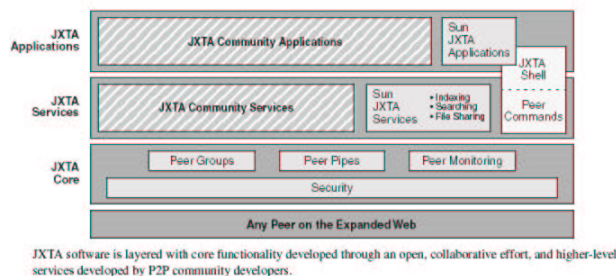 JXTA
Applications
JXTA Community Applications
Sun
JXTA
Applications
JXTA
Shell
Peer
Commands
JXTA
Services
JXTA Community Services
Sun
JXTA
Services
• Indexing
• Searching
• File Sharing
JXTA
Core
Peer Groups
Peer Pipes
Peer Monitoring
Security
Any Peer on the Expanded Web
JXTA software is layered with core functionality developed through an open, collaborative effort, and higher-level
services developed by P2P community developers.